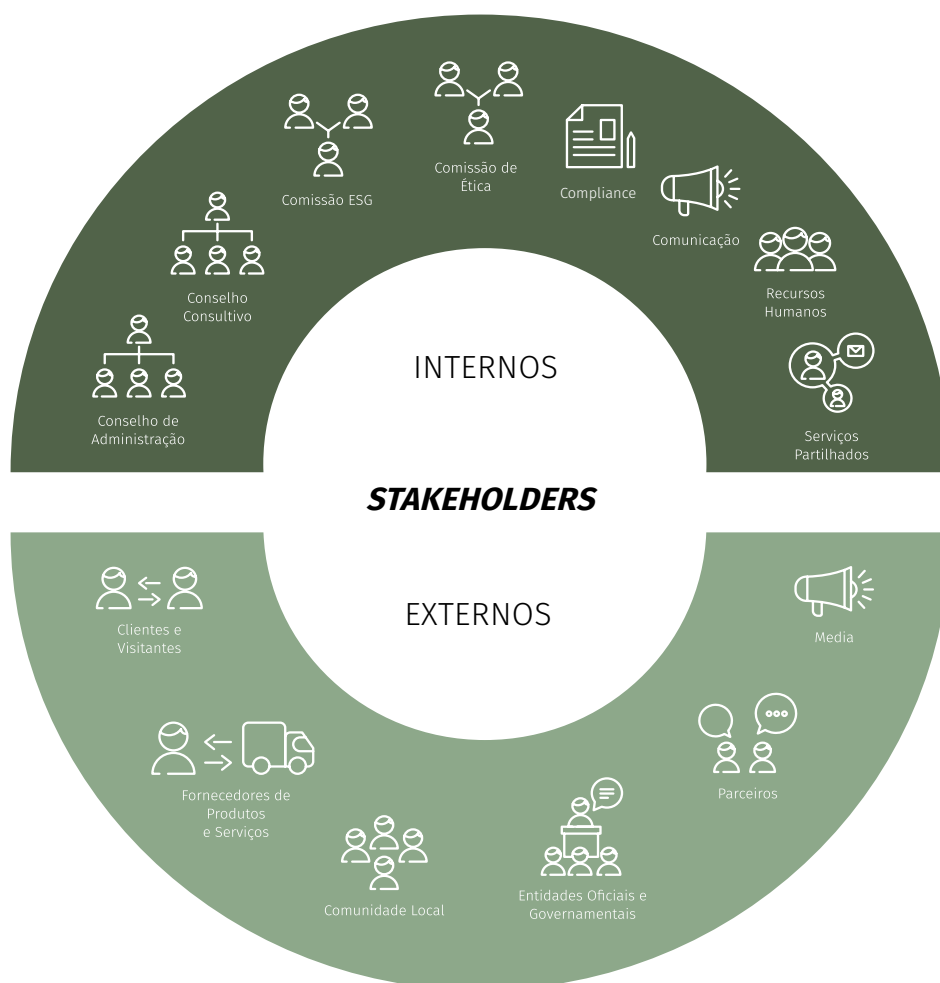 Comissão de
Ética
Compliance
Comissão ESG
Comunicação
Conselho
Consultivo
Recursos
Humanos
Conselho de
Administração
Serviços
Partilhados
INTERNOS
STAKEHOLDERS
EXTERNOS
Clientes e
Visitantes
Media
Fornecedores de
Produtos
e Serviços
Parceiros
Comunidade Local
Entidades Oficiais e
Governamentais